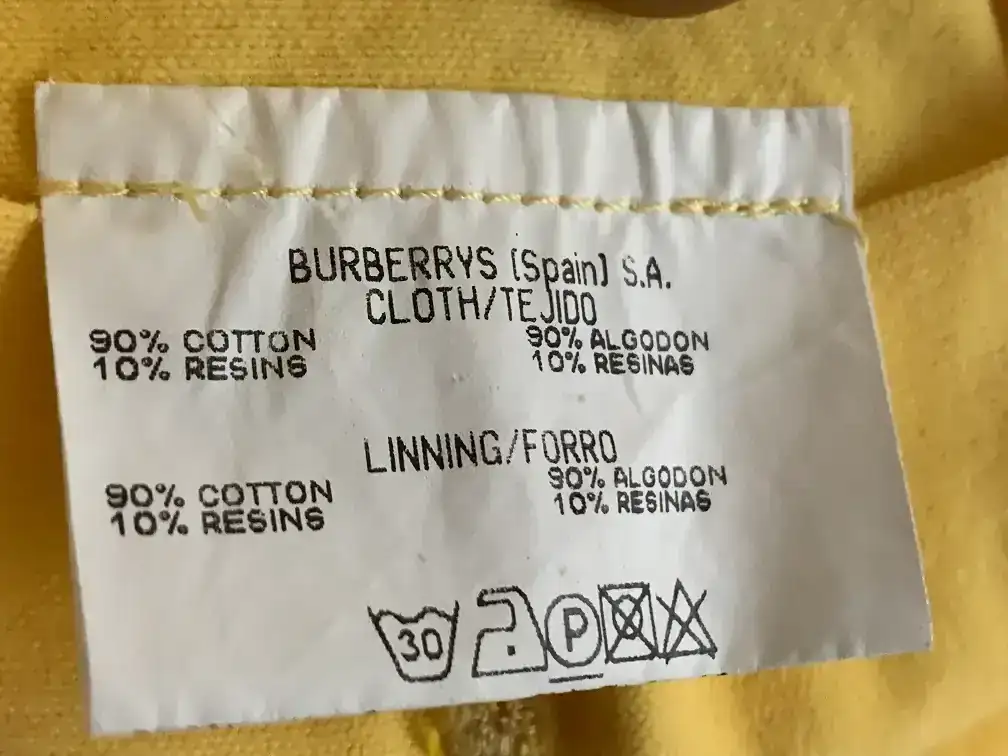 BURBERRYS (Spain) S.A.
CLOTH/TEJIDO
90% COTTON 90% ALGODON
10% RESINS 10% RESINAS
LINNING/FORRO
90% COTTON 90% ALGODON
10% RESINS 10% RESINAS
30 P